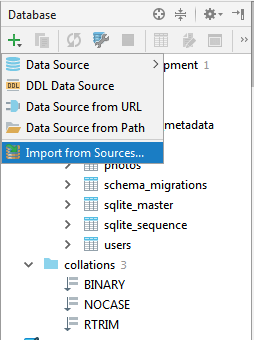 Database
Data Source
pment 1
DDL Data Source
Data Source from URL
Data Source from Path
metadata
Import from Sources...
photos
schema_migrations
sqlite_master
sqlite_sequence
users
collations 3
BINARY
NOCASE
RTRIM